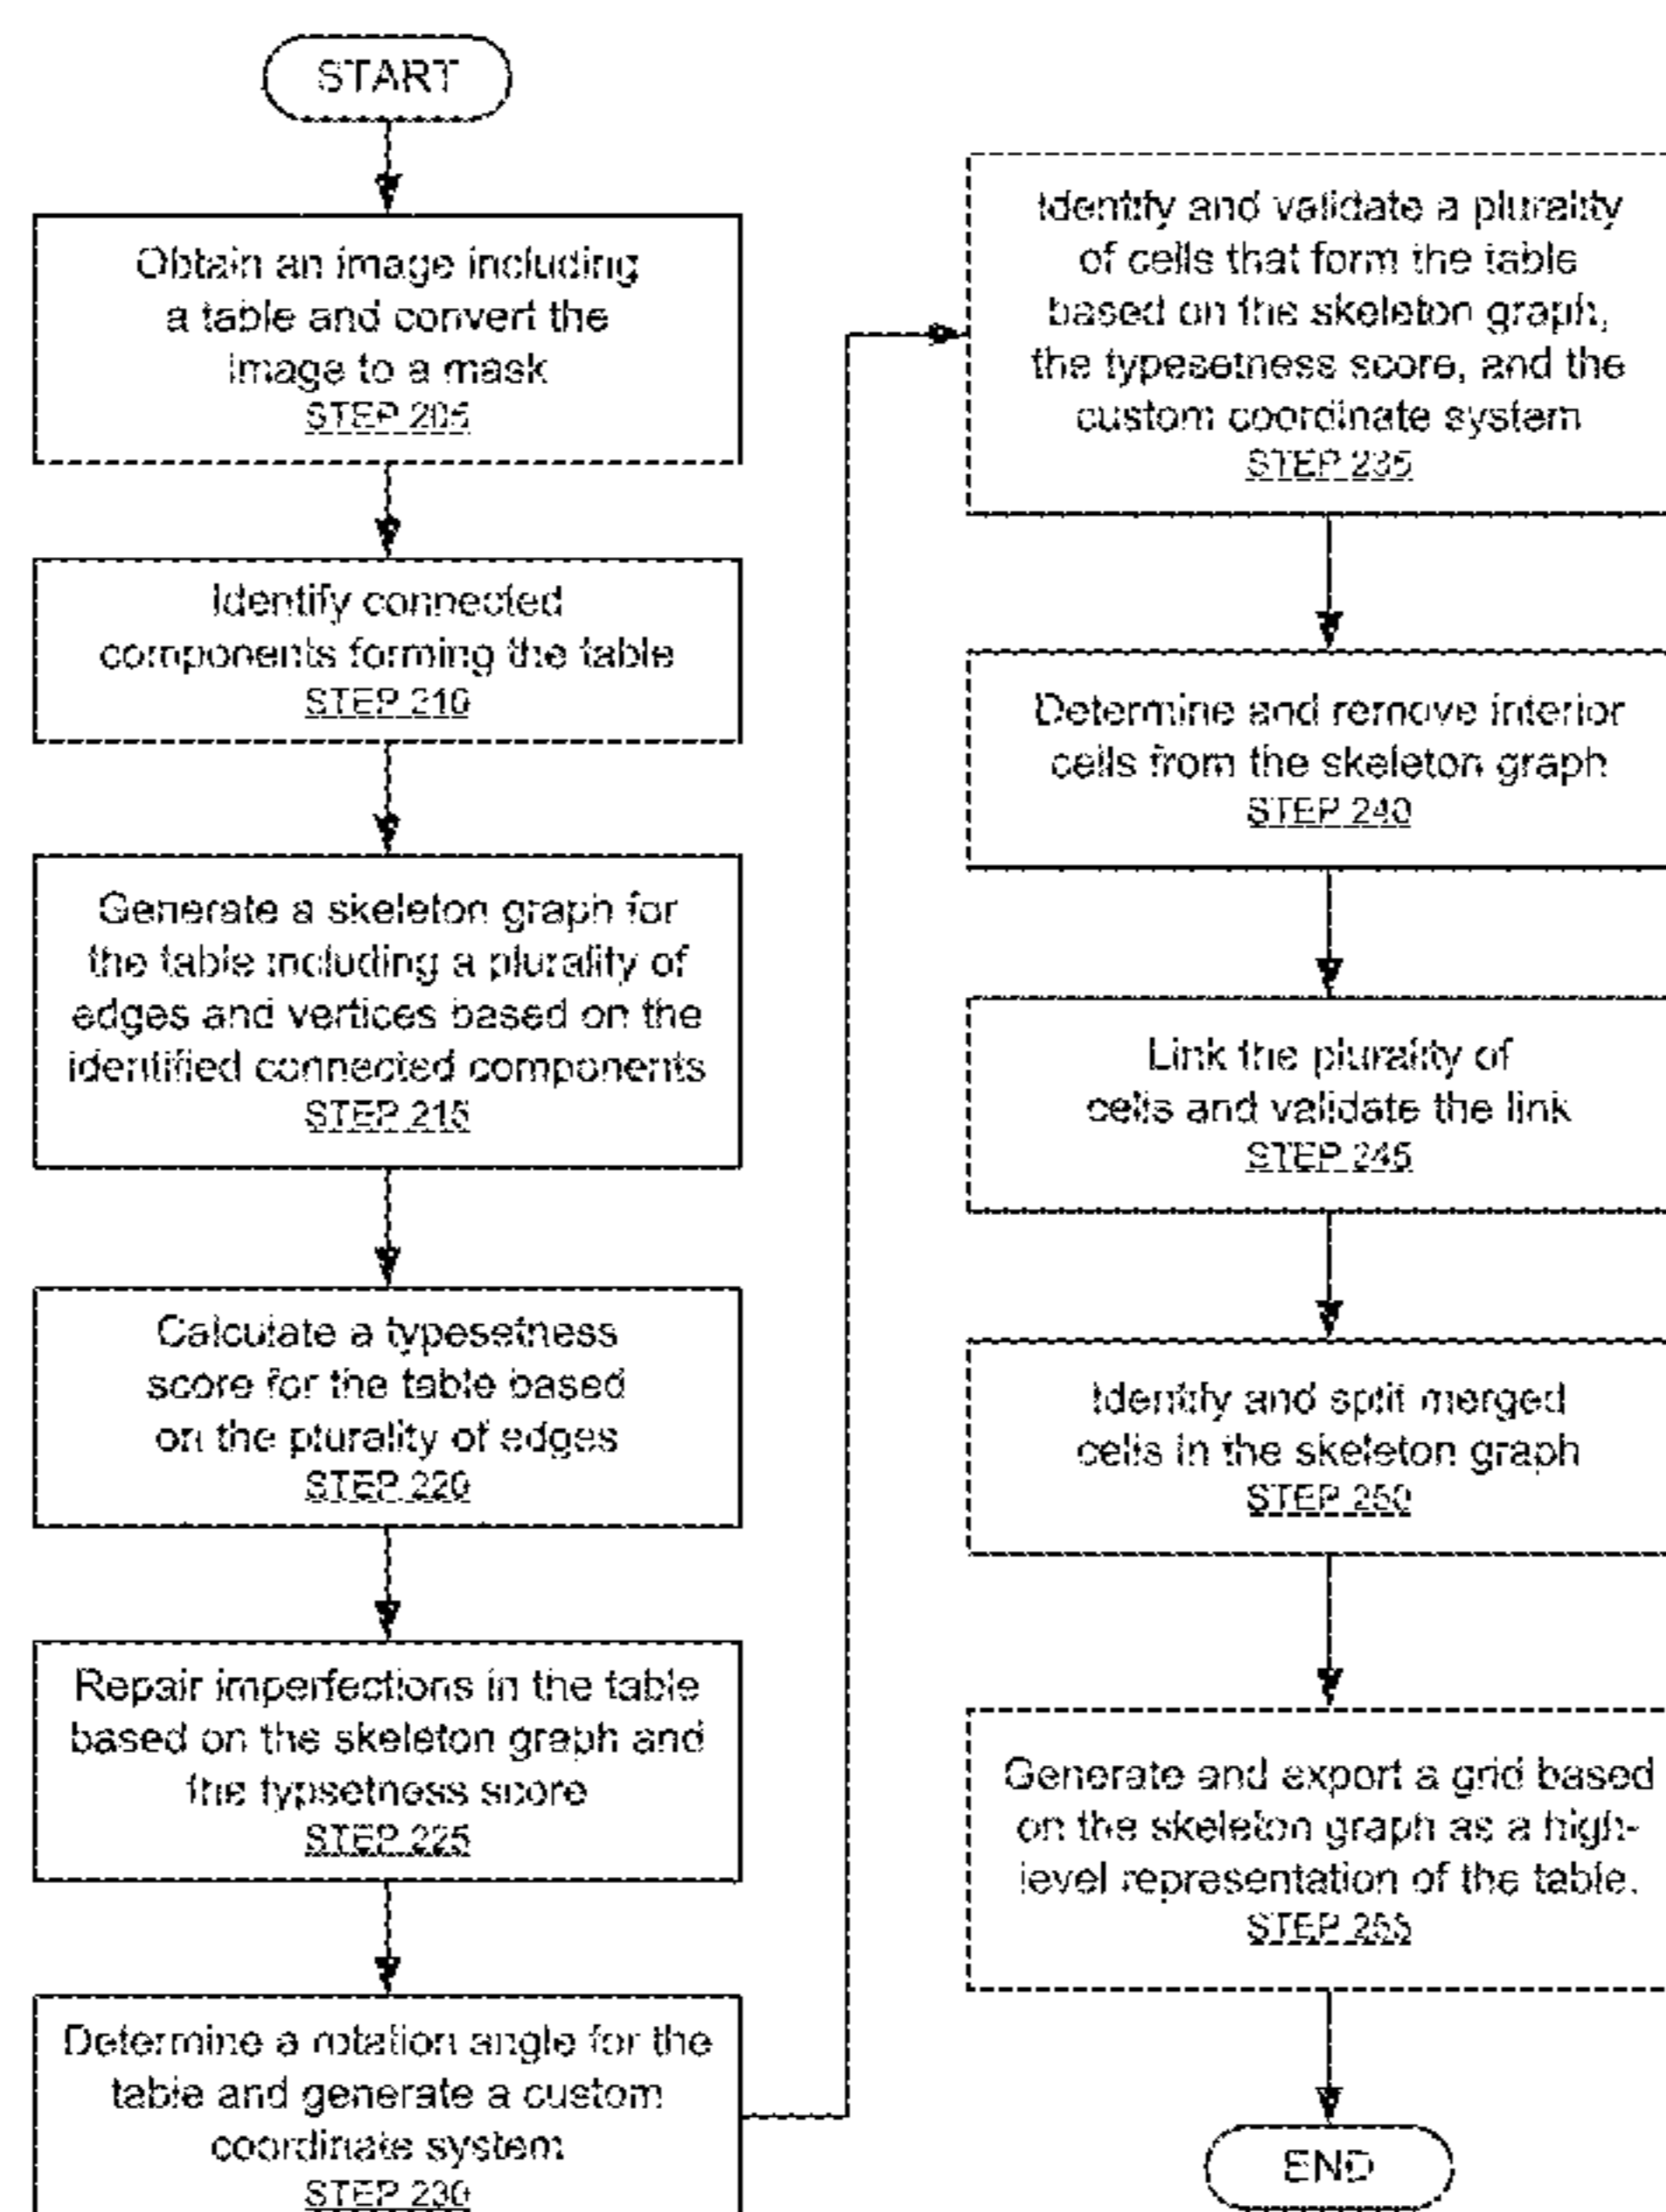 START
Obtain an image including
a table and convert the
image to a mask
STEP 205
Identify connected
components forming the table
STEP 210
Generate a skeleton graph for
the table including a plurality of
edges and vertices based on the
identified connected components
STEP 215
Calculate a typesetness
score for the table based
on the plurality of edges
STEP 220
Repair imperfections in the table
based on the skeleton graph and
the typsetness score
STEP 225
Determine a rotation angle for the
table and generate a custom
coordinate system
STEP 230
Identify and validate a plurality
of cells that form the table
based on the skeleton graph,
the typesetness score, and the
custom coordinate system
STEP 235
Determine and remove interior
cells from the skeleton graph
STEP 240
Link the plurality of
cells and validate the link
STEP 245
Identify and split merged
cells in the skeleton graph
STEP 250
Generate and export a grid based
on the skeleton graph as a high-
level representation of the table.
STEP 255
END